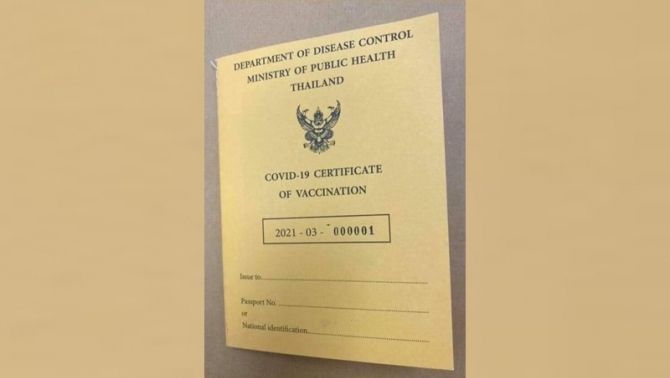 DEPARTMENT OF DISEASE CONTROL
MINISTRY OF PUBLIC HEALTH
THAILAND
COVID-19 CERTIFICATE
OF VACCINATION
2021 - 03 - 000001
Issue to
Passport No.
or
National identification